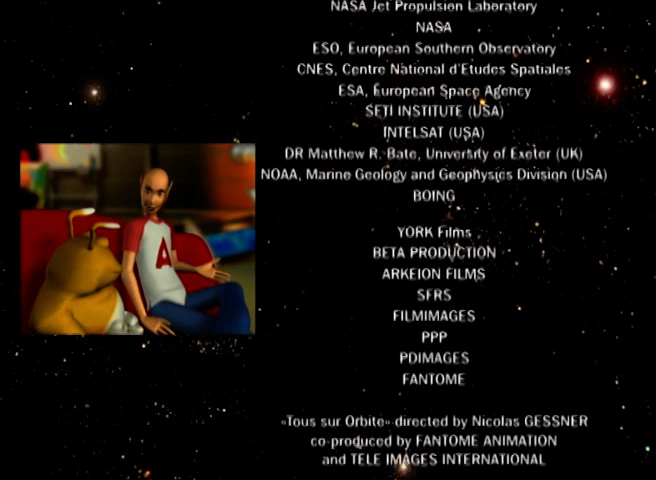 NASA Jet Propulsion Laboratory
NASA
ESO, European Southern Observatory
CNES, Centre National d'Etudes Spatiales
ESA, European Space Agency
SETI INSTITUTE (USA)
INTELSAT (USA)
DR Matthew R. Bate, University of Exeter (UK)
NOAA, Marine Geology and Geophysics Division (USA)
BOING
YORK Films
BETA PRODUCTION
ARKEION FILMS
SFRS
FILMIMAGES
PPP
PDIMAGES
FANTOME
«Tous sur Orbite» directed by Nicolas GESSNER
co-produced by FANTOME ANIMATION
and TELE IMAGES INTERNATIONAL
A